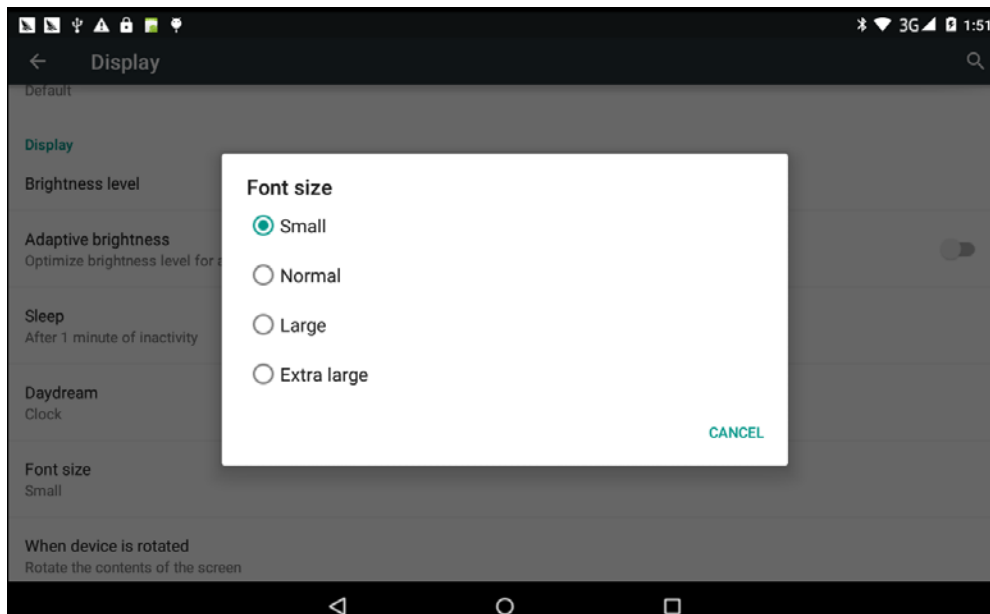 3G 1:51
Display
Default
Display
Brightness level
Adaptive brightness
Optimize brightness level for
Sleep
After 1 minute of inactivity
Daydream
Clock
Font size
Small
When device is rotated
Rotate the contents of the screen
Font size
Small
Normal
Large
Extra large
CANCEL